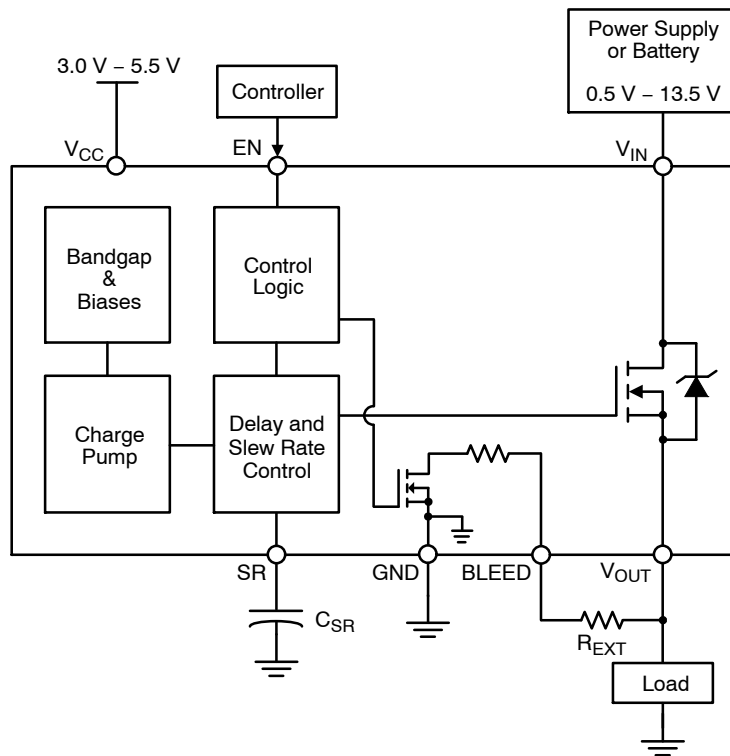 Power Supply
or Battery
0.5 V – 13.5 V
3.0 V – 5.5 V
Controller
VCC
EN
VIN
Bandgap
&
Biases
Control
Logic
Charge
Pump
Delay and
Slew Rate
Control
SR
GND
BLEED
VOUT
CSR
REXT
Load